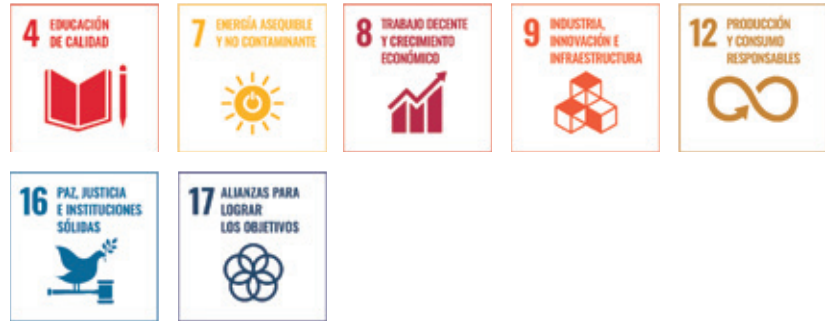 4 EDUCACIÓN
DE CALIDAD
7 ENERGÍA ASEQUIBLE
Y NO CONTAMINANTE
8 TRABAJO DECENTE
Y CRECIMIENTO
ECONÓMICO
9 INDUSTRIA,
INNOVACIÓN E
INFRAESTRUCTURA
12 PRODUCCIÓN
Y CONSUMO
RESPONSABLES
16 PAZ, JUSTICIA
E INSTITUCIONES
SÓLIDAS
17 ALIANZAS PARA
LOGRAR
LOS OBJETIVOS